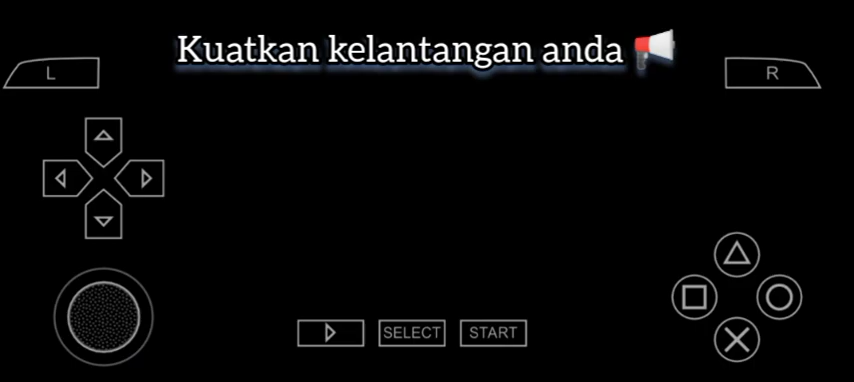 Kuatkan kelantangan anda 📢
L
R
SELECT
START